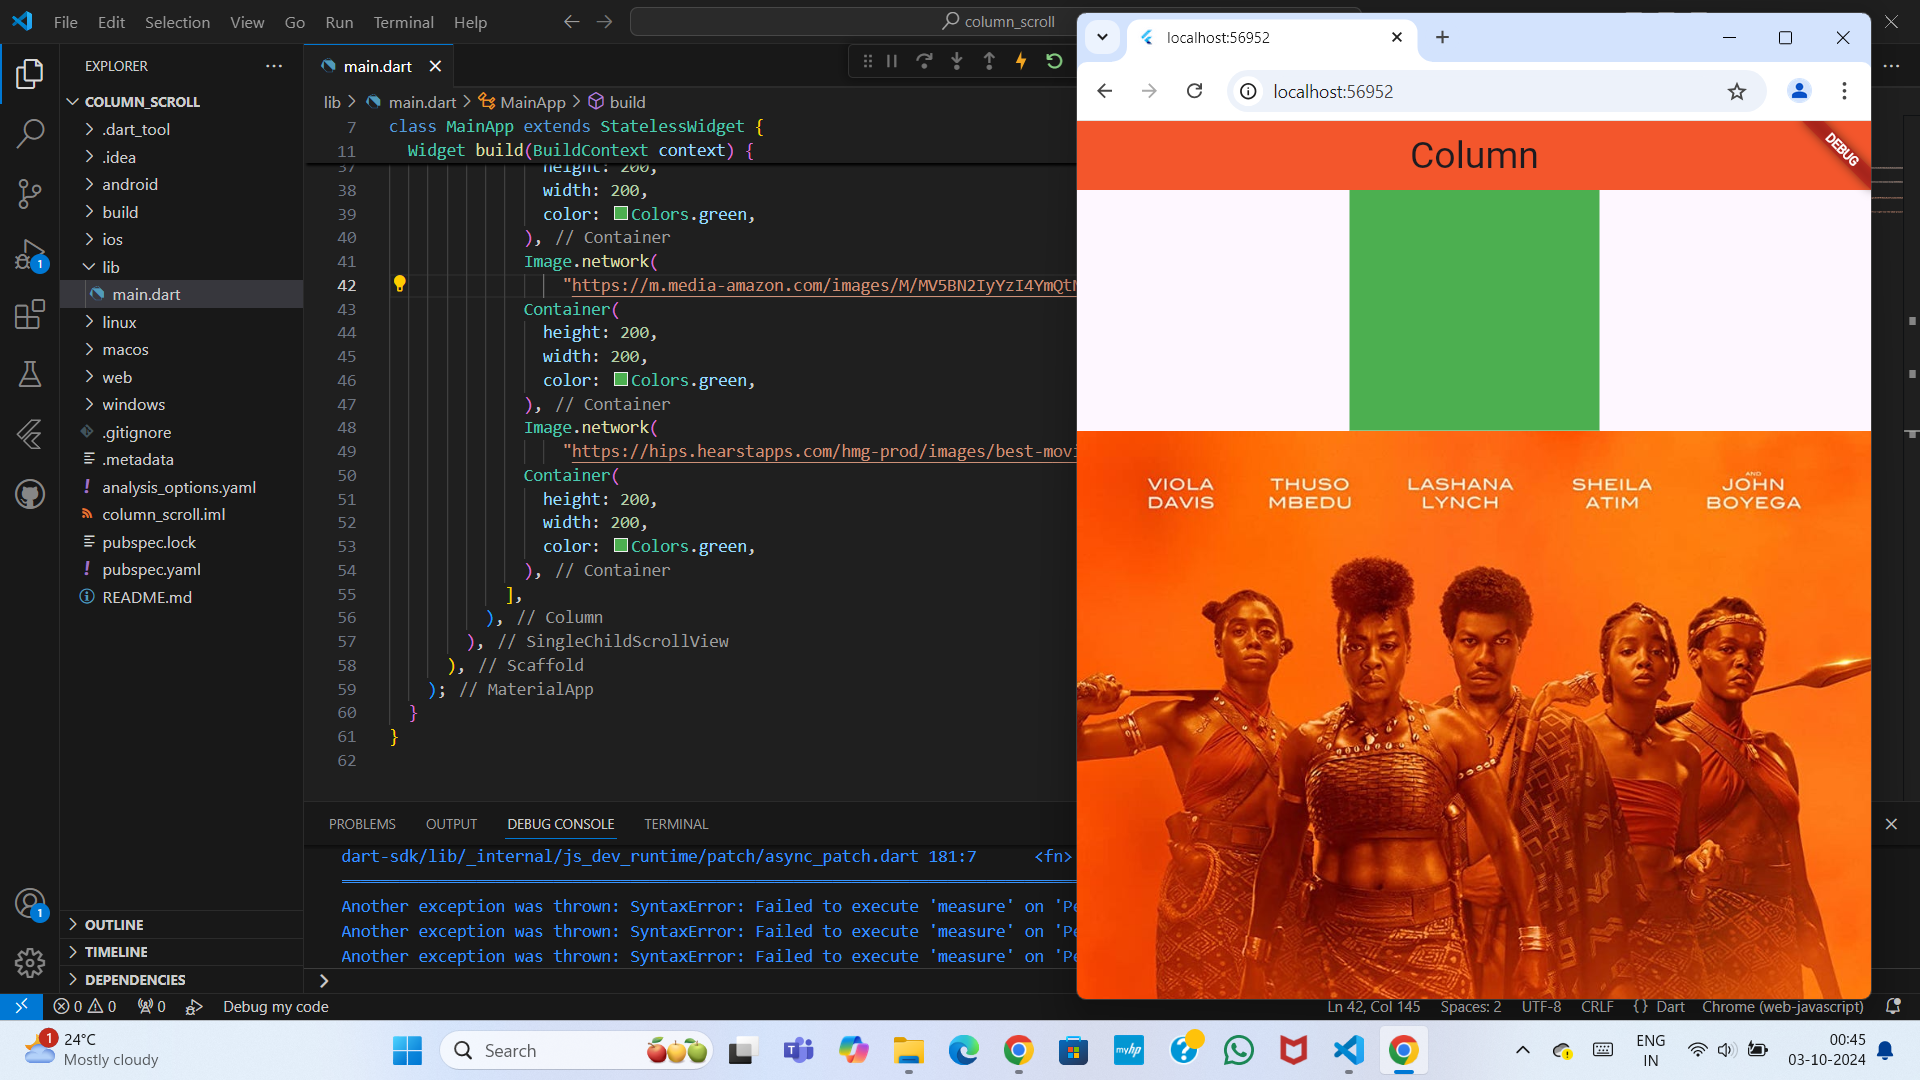 File Edit Selection View Go Run Terminal Help
column_scroll
EXPLORER
COLUMN_SCROLL
.dart_tool
.idea
android
build
ios
lib
main.dart
linux
macos
web
windows
.gitignore
.metadata
analysis_options.yaml
column_scroll.iml
pubspec.lock
pubspec.yaml
README.md
OUTLINE
TIMELINE
DEPENDENCIES
main.dart
lib > main.dart > MainApp > build
7 class MainApp extends StatelessWidget {
11 Widget build(BuildContext context) {
37 height: 200,
38 width: 200,
39 color: Colors.green,
40 ), // Container
41 Image.network(
42 "https://m.media-amazon.com/images/M/MV5BN2IyYzI4YmQt
43 Container(
44 height: 200,
45 width: 200,
46 color: Colors.green,
47 ), // Container
48 Image.network(
49 "https://hips.hearstapps.com/hmg-prod/images/best-movi
50 Container(
51 height: 200,
52 width: 200,
53 color: Colors.green,
54 ), // Container
55 ],
56 ), // Column
57 ), // SingleChildScrollView
58 ), // Scaffold
59 ); // MaterialApp
60 }
61 }
62
PROBLEMS OUTPUT DEBUG CONSOLE TERMINAL
dart-sdk/lib/_internal/js_dev_runtime/patch/async_patch.dart 181:7 <fn>
Another exception was thrown: SyntaxError: Failed to execute 'measure' on 'Pe
Another exception was thrown: SyntaxError: Failed to execute 'measure' on 'Pe
Another exception was thrown: SyntaxError: Failed to execute 'measure' on 'Pe
>
localhost:56952
localhost:56952
Column
DEBUG
VIOLA DAVIS
THUSO MBEDU
LASHANA LYNCH
SHEILA ATIM
AND JOHN BOYEGA
1
1
0 0 0 Debug my code
Ln 42, Col 145 Spaces: 2 UTF-8 CRLF {} Dart Chrome (web-javascript)
1
24°C
Mostly cloudy
Search
myhp
ENG
IN
00:45
03-10-2024